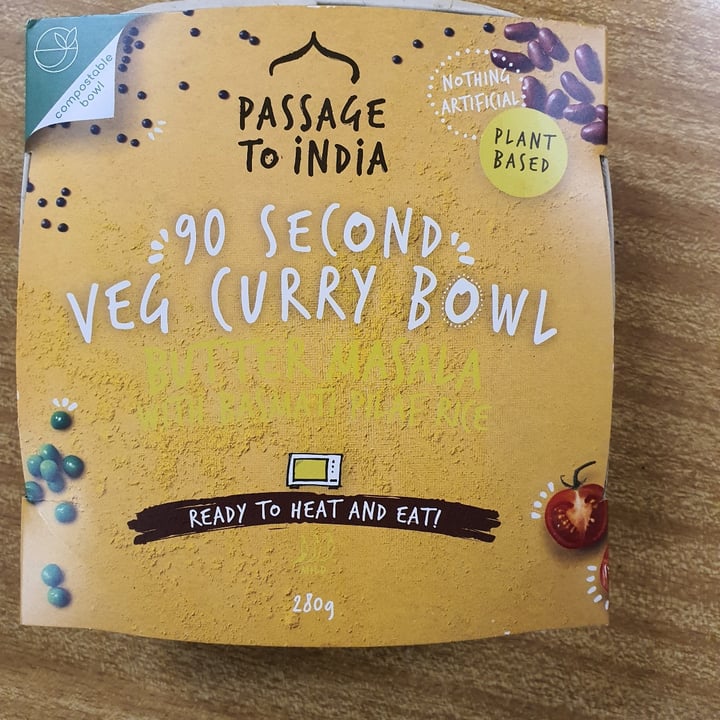 compostable
bowl
PASSAGE
TO INDIA
NOTHING
ARTIFICIAL
PLANT
BASED
90 SECOND
VEG CURRY BOWL
BUTTER MASALA
WITH BASMATI PILAF RICE
READY TO HEAT AND EAT!
280g